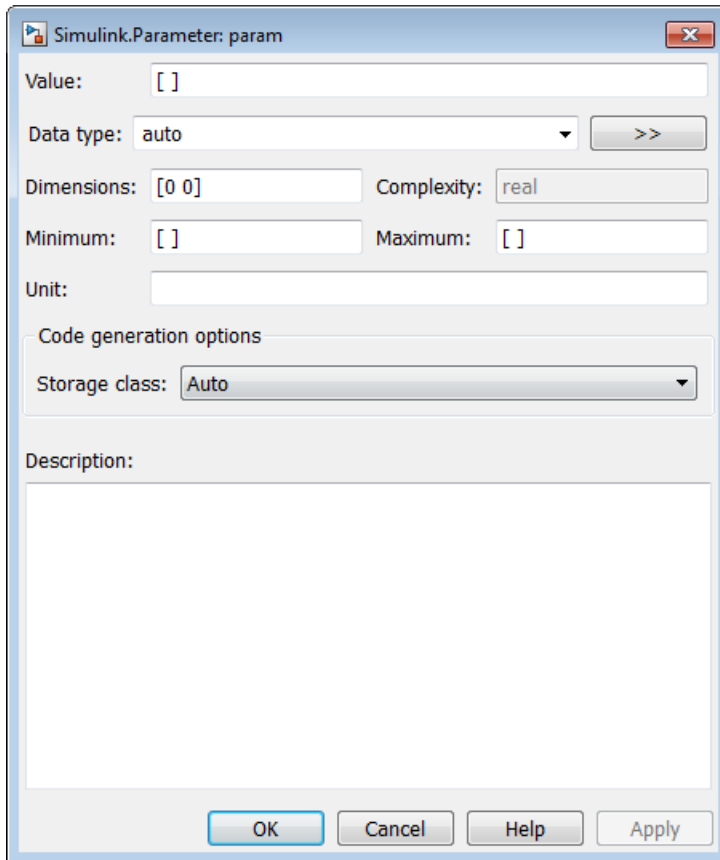 Simulink.Parameter: param
Value: [ ]
Data type: auto >>
Dimensions: [0 0] Complexity: real
Minimum: [ ] Maximum: [ ]
Unit:
Code generation options
Storage class: Auto
Description:
OK Cancel Help Apply